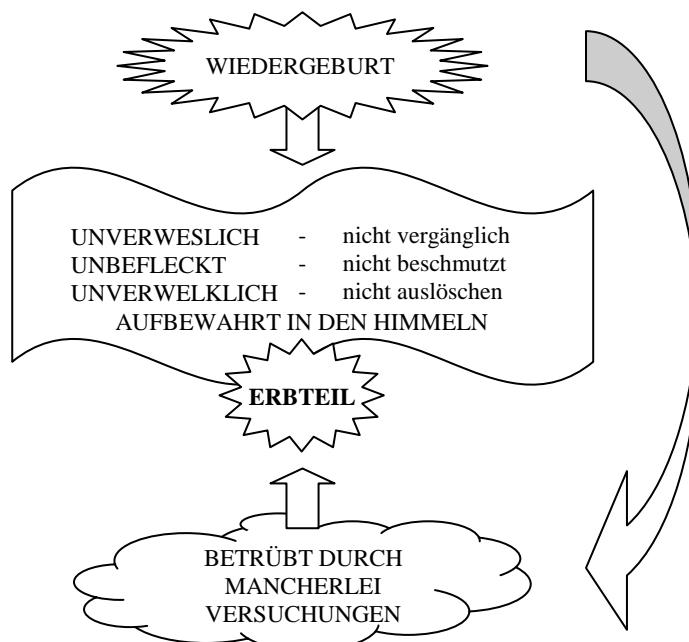 WIEDERGEBURT
UNVERWESLICH - nicht vergänglich
UNBEFLECKT - nicht beschmutzt
UNVERWELKLICH - nicht auslöschen
AUFBEWAHRT IN DEN HIMMELN
ERBTEIL
BETRÜBT DURCH
MANCHERLEI
VERSUCHUNGEN